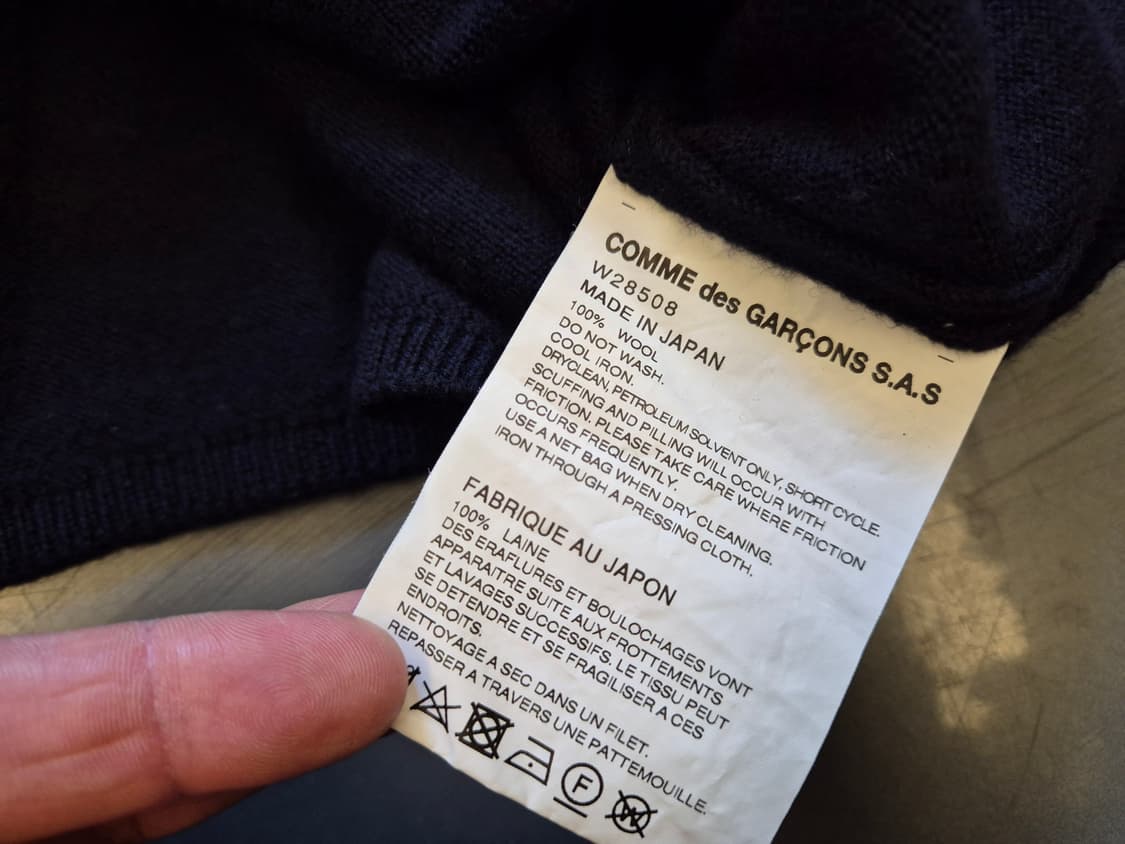 COMME des GARÇONS S.A.S
W28508
MADE IN JAPAN
100% WOOL
DO NOT WASH.
COOL IRON.
DRYCLEAN, PETROLEUM SOLVENT ONLY. SHORT CYCLE.
SCUFFING AND PILLING WILL OCCUR WITH
FRICTION. PLEASE TAKE CARE WHERE FRICTION
OCCURS FREQUENTLY.
USE A NET BAG WHEN DRY CLEANING.
IRON THROUGH A PRESSING CLOTH.
FABRIQUE AU JAPON
100% LAINE
DES ERAFLURES ET BOULOCHAGES VONT
APPARAITRE SUITE AUX FROTTEMENTS
ET LAVAGES SUCCESSIFS. LE TISSU PEUT
SE DETENDRE ET SE FRAGILISER A CES
ENDROITS.
NETTOYAGE A SEC DANS UN FILET.
REPASSER A TRAVERS UNE PATTEMOUILLE.
F W